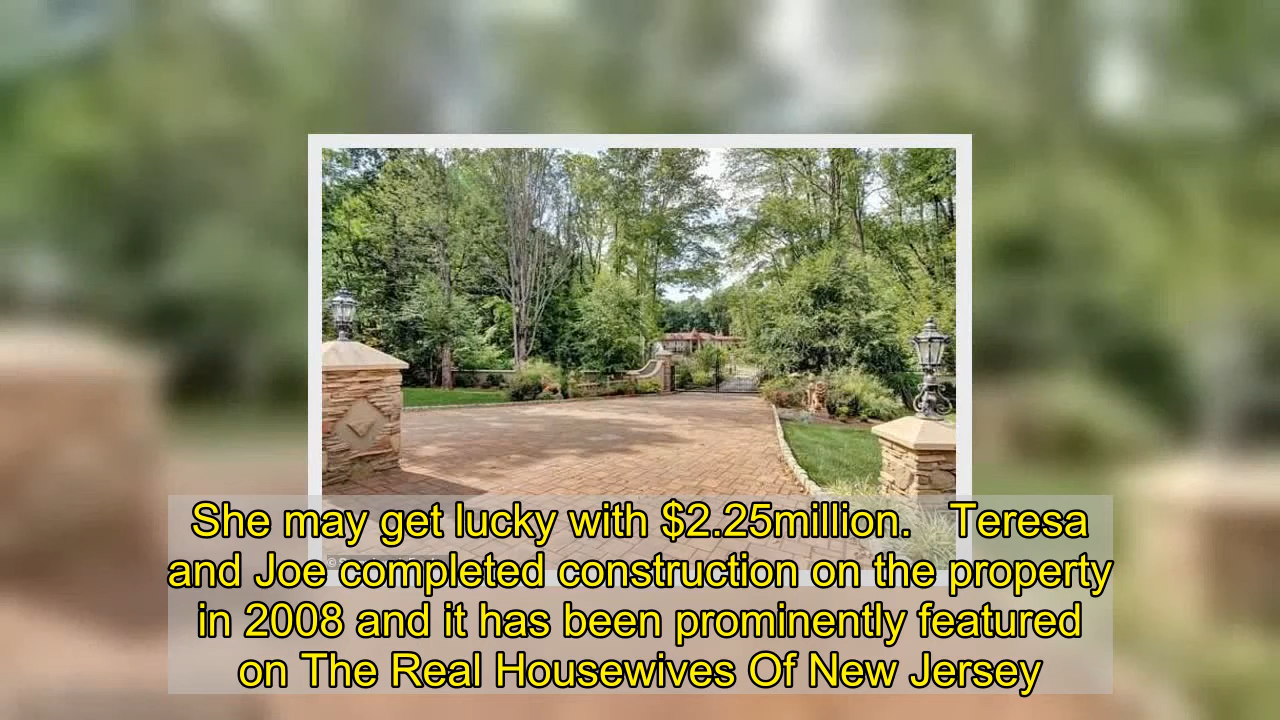 She may get lucky with $2.25million.   Teresa
and Joe completed construction on the property
in 2008 and it has been prominently featured
on The Real Housewives Of New Jersey